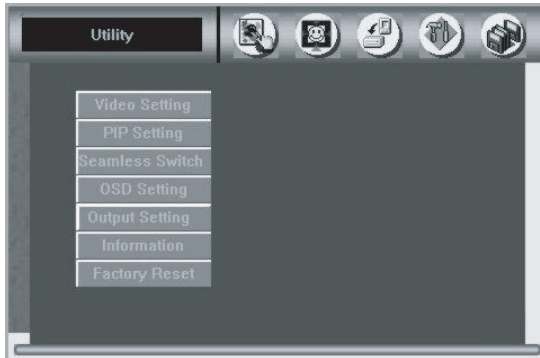 Utility
Video Setting
PIP Setting
Seamless Switch
OSD Setting
Output Setting
Information
Factory Reset